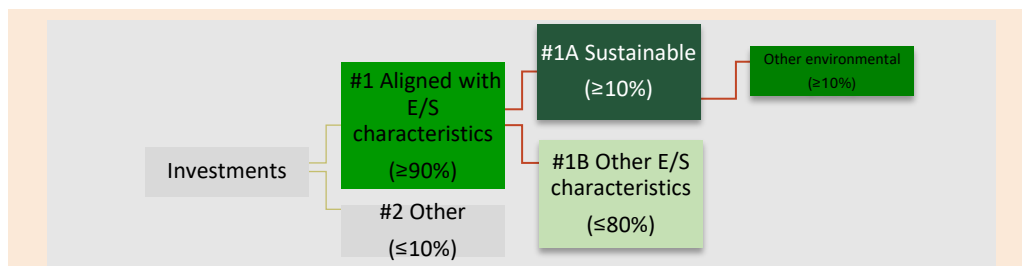 Investments
#1 Aligned with
E/S
characteristics
(≥90%)
#2 Other
(≤10%)
#1A Sustainable
(≥10%)
#1B Other E/S
characteristics
(≤80%)
Other environmental
(≥10%)